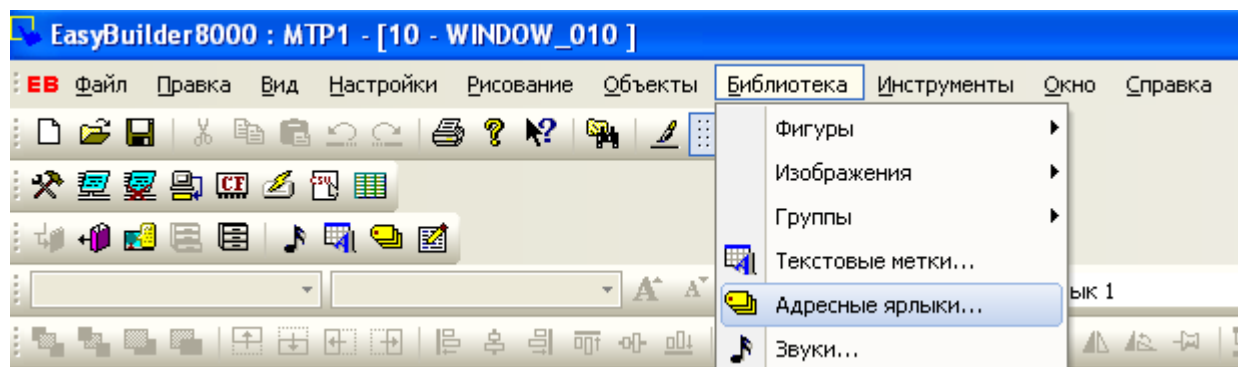 EasyBuilder8000 : MTP1 - [10 - WINDOW_010 ]
EB Файл Правка Вид Настройки Рисование Объекты Библиотека Инструменты Окно Справка
Фигуры
Изображения
Группы
Текстовые метки...
Адресные ярлыки...
ык 1
Звуки...